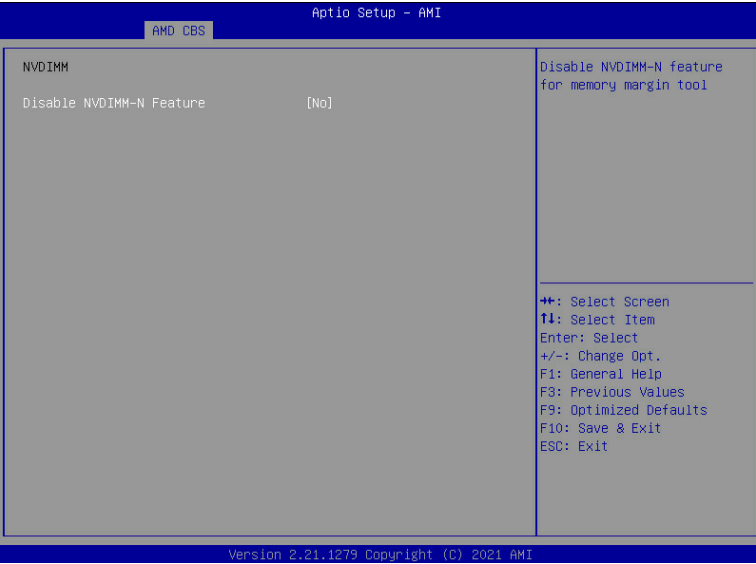 Aptio Setup - AMI
AMD CBS
NVDIMM
Disable NVDIMM-N Feature [No]
Disable NVDIMM-N feature
for memory margin tool
→←: Select Screen
↑↓: Select Item
Enter: Select
+/-: Change Opt.
F1: General Help
F3: Previous Values
F9: Optimized Defaults
F10: Save & Exit
ESC: Exit
Version 2.21.1279 Copyright (C) 2021 AMI